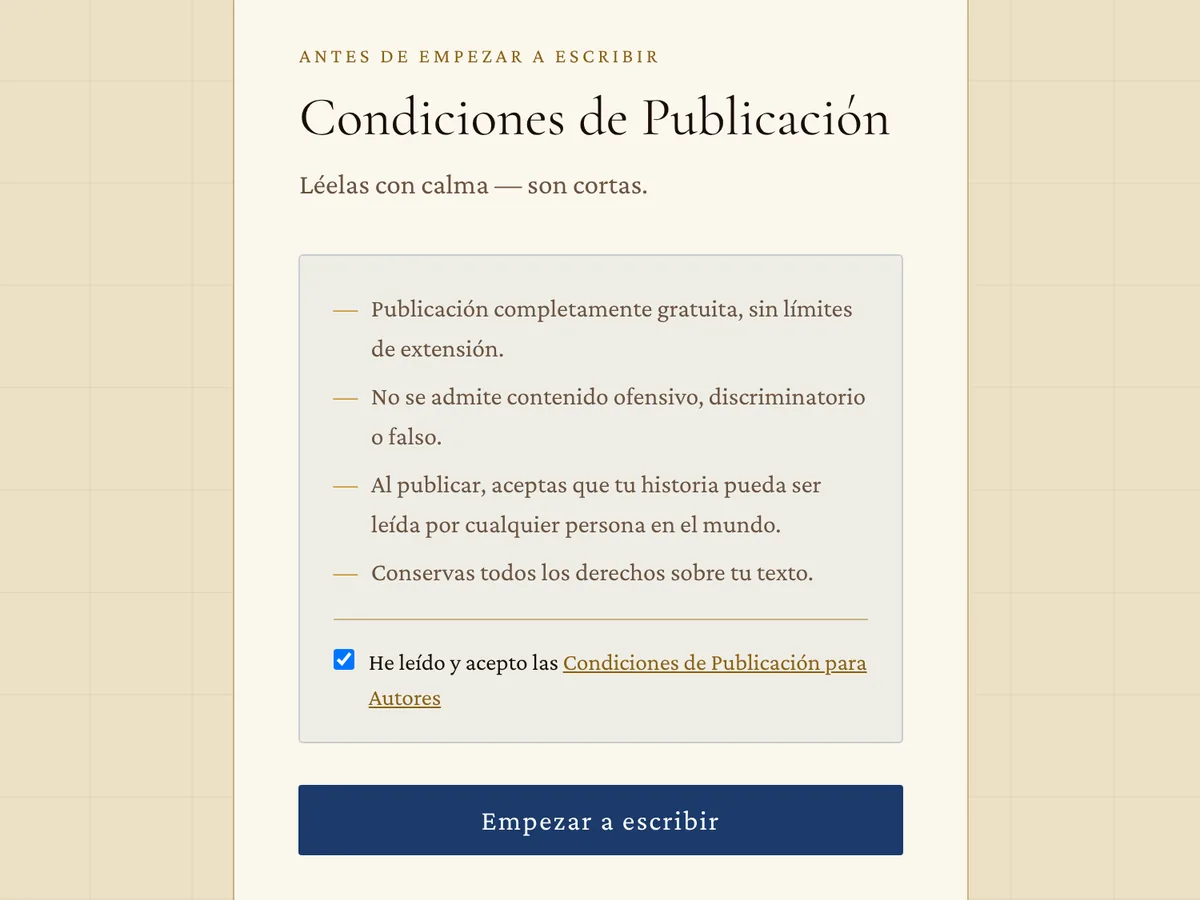 ANTES DE EMPEZAR A ESCRIBIR
Condiciones de Publicación
Léelas con calma — son cortas.
— Publicación completamente gratuita, sin límites
de extensión.
— No se admite contenido ofensivo, discriminatorio
o falso.
— Al publicar, aceptas que tu historia pueda ser
leída por cualquier persona en el mundo.
— Conservas todos los derechos sobre tu texto.
He leído y acepto las Condiciones de Publicación para
Autores
Empezar a escribir